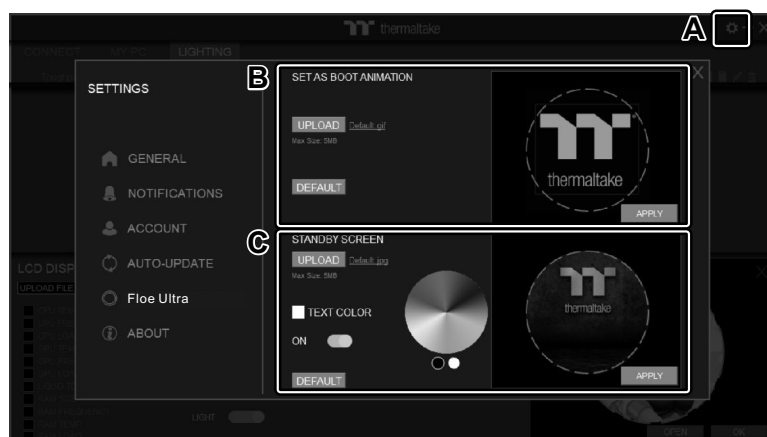 thermaltake
A
CONNECT
MY PC
LIGHTING
B
SETTINGS
SET AS BOOT ANIMATION
X
UPLOAD Default.gif
Max Size: 5MB
DEFAULT
thermaltake
APPLY
GENERAL
NOTIFICATIONS
ACCOUNT
AUTO-UPDATE
Floe Ultra
ABOUT
C
STANDBY SCREEN
UPLOAD Default.jpg
Max Size: 5MB
TEXT COLOR
ON
DEFAULT
thermaltake
APPLY
LCD DISP
UPLOAD FILE
LIGHT
OPEN
OK